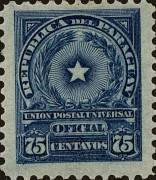 REPUBLICA DEL PARAGUAY
UNION POSTAL UNIVERSAL
OFICIAL
75 CENTAVOS 75